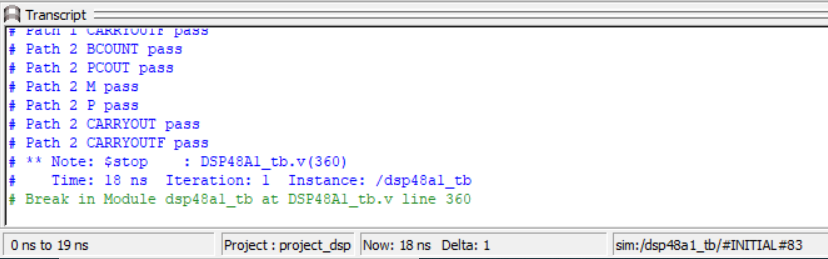 Transcript
# Path 1 CARRYOUTF pass
# Path 2 BCOUNT pass
# Path 2 PCOUT pass
# Path 2 M pass
# Path 2 P pass
# Path 2 CARRYOUT pass
# Path 2 CARRYOUTF pass
# ** Note: $stop    : DSP48A1_tb.v(360)
#    Time: 18 ns  Iteration: 1  Instance: /dsp48a1_tb
# Break in Module dsp48a1_tb at DSP48A1_tb.v line 360
0 ns to 19 ns Project : project_dsp Now: 18 ns  Delta: 1 sim:/dsp48a1_tb/#INITIAL#83